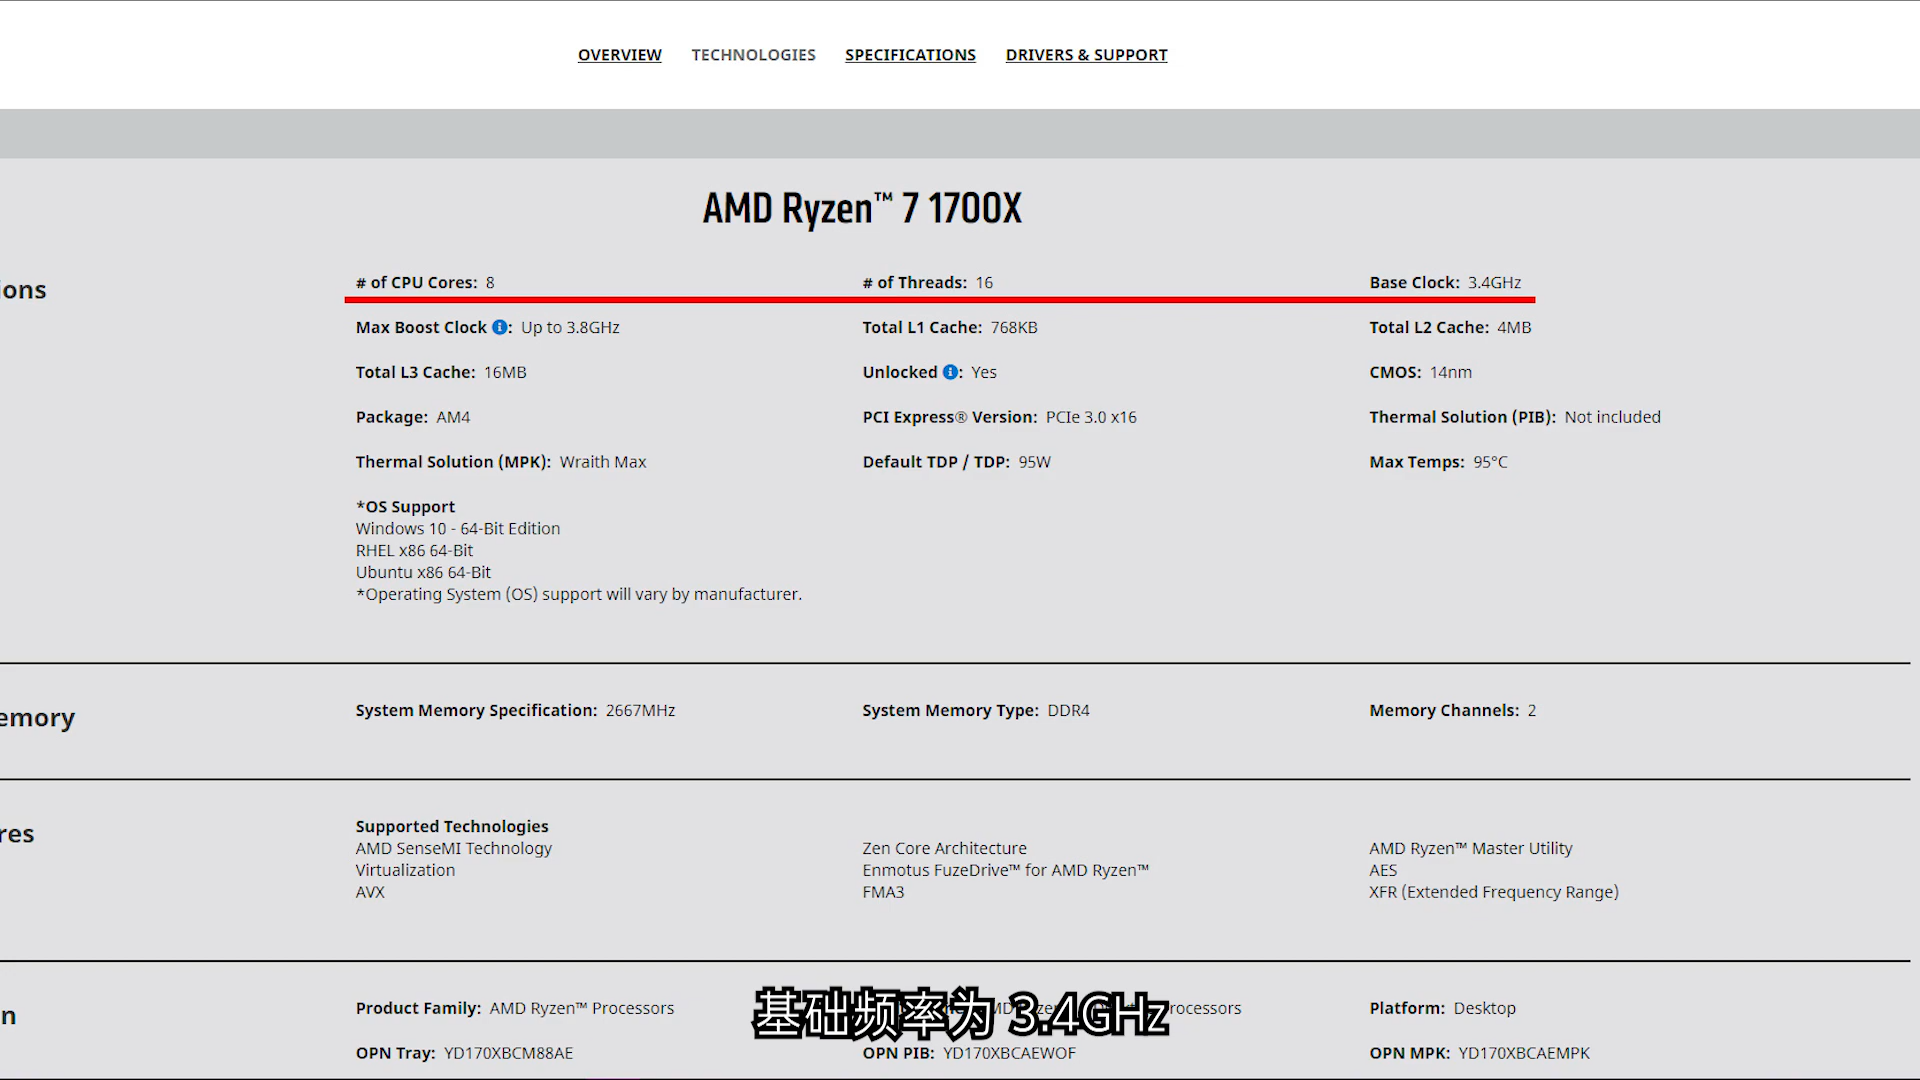 OVERVIEW TECHNOLOGIES SPECIFICATIONS DRIVERS & SUPPORT
AMD Ryzen™ 7 1700X
ions
# of CPU Cores: 8 # of Threads: 16 Base Clock: 3.4GHz
Max Boost Clock : Up to 3.8GHz Total L1 Cache: 768KB Total L2 Cache: 4MB
Total L3 Cache: 16MB Unlocked : Yes CMOS: 14nm
Package: AM4 PCI Express® Version: PCIe 3.0 x16 Thermal Solution (PIB): Not included
Thermal Solution (MPK): Wraith Max Default TDP / TDP: 95W Max Temps: 95°C
*OS Support
Windows 10 - 64-Bit Edition
RHEL x86 64-Bit
Ubuntu x86 64-Bit
*Operating System (OS) support will vary by manufacturer.
emory
System Memory Specification: 2667MHz System Memory Type: DDR4 Memory Channels: 2
res
Supported Technologies
AMD SenseMI Technology Zen Core Architecture AMD Ryzen™ Master Utility
Virtualization Enmotus FuzeDrive™ for AMD Ryzen™ AES
AVX FMA3 XFR (Extended Frequency Range)
n
Product Family: AMD Ryzen™ Processors rocessors Platform: Desktop
基础频率为 3.4GHz
OPN Tray: YD170XBCM88AE OPN PIB: YD170XBCAEWOF OPN MPK: YD170XBCAEMPK